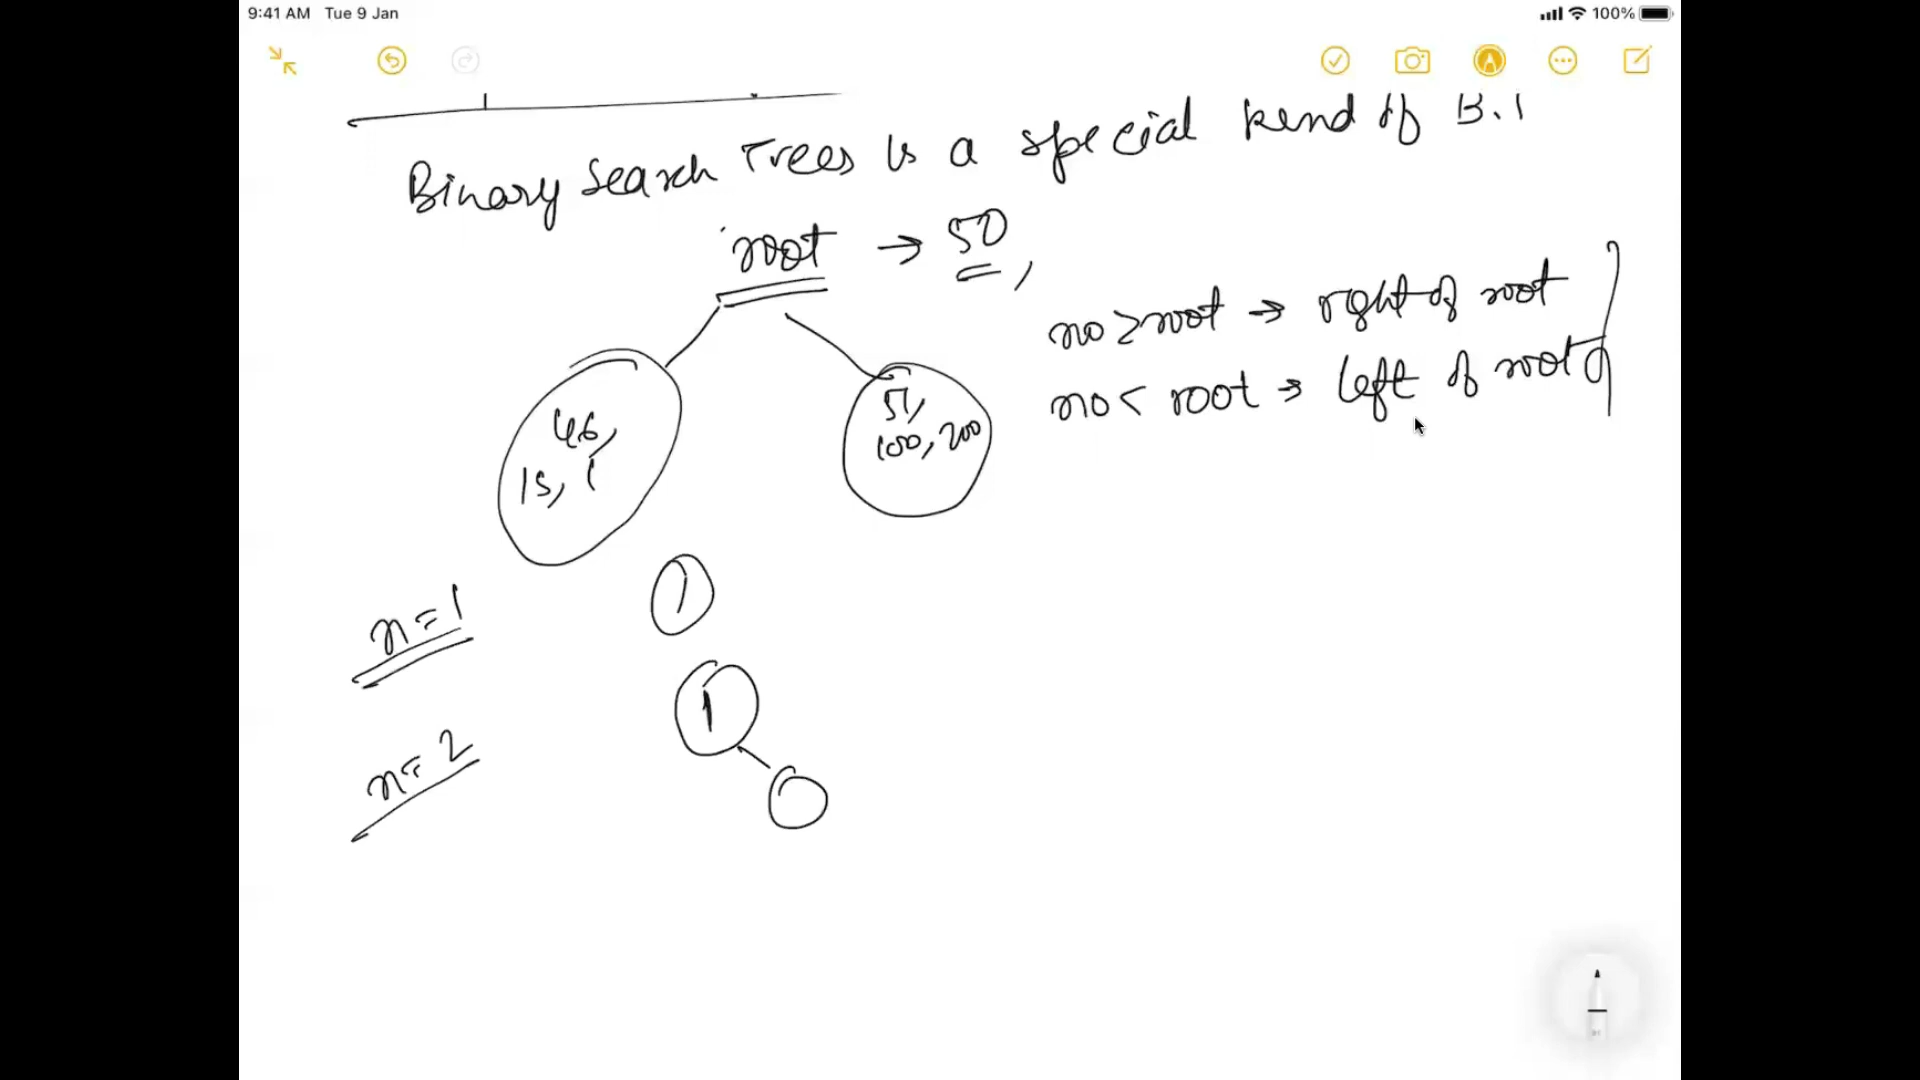 9:41 AM Tue 9 Jan
100%
Binary Search Trees is a special kind of B.T
root → 50,
no ≥ root → right of root
no < root → left of root
46,
15, 1
51,
100, 200
n=1
1
n=2
1